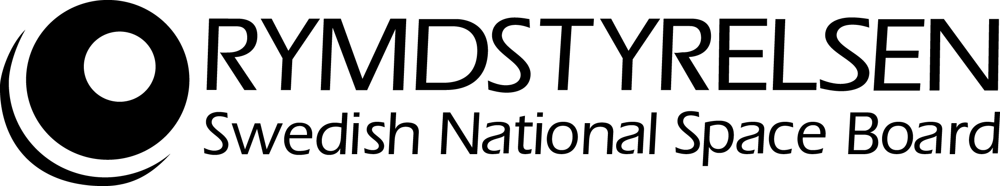 RYMDSTYRELSEN
Swedish National Space Board